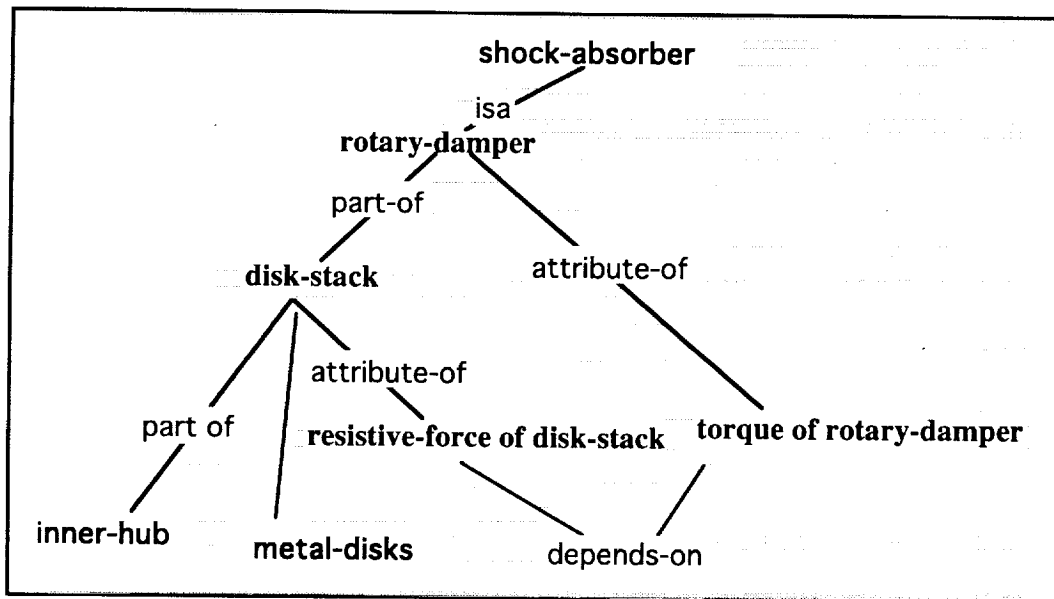 shock-absorber
isa
rotary-damper
part-of
disk-stack
attribute-of
attribute-of
part of
resistive-force of disk-stack
torque of rotary-damper
inner-hub
metal-disks
depends-on